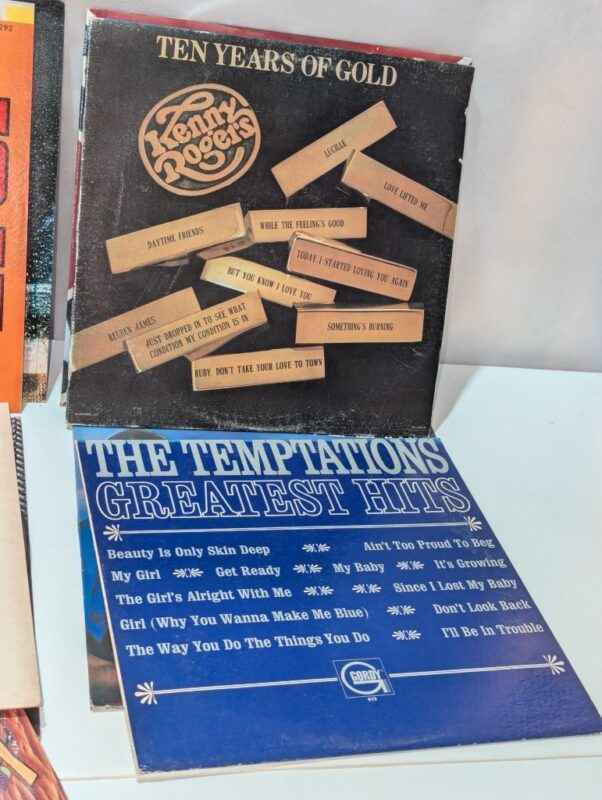 292
TEN YEARS OF GOLD
Kenny
Rogers
LUCILLE
LOVE LIFTED ME
DAYTIME FRIENDS
WHILE THE FEELING'S GOOD
TODAY I STARTED LOVING YOU AGAIN
BUT YOU KNOW I LOVE YOU
REUBEN JAMES
JUST DROPPED IN TO SEE WHAT
CONDITION MY CONDITION IS IN
SOMETHING'S BURNING
RUBY, DON'T TAKE YOUR LOVE TO TOWN
THE TEMPTATIONS
GREATEST HITS
Beauty Is Only Skin Deep Ain't Too Proud To Beg
My Girl Get Ready My Baby It's Growing
The Girl's Alright With Me Since I Lost My Baby
Girl (Why You Wanna Make Me Blue) Don't Look Back
The Way You Do The Things You Do I'll Be In Trouble
GORDY